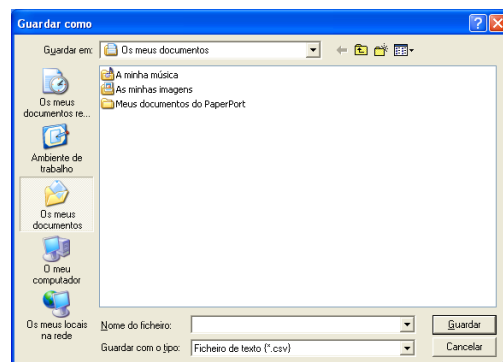 Guardar como
Guardar em:
Os meus documentos
A minha música
As minhas imagens
Meus documentos do PaperPort
Os meus
documentos re...
Ambiente de
trabalho
Os meus
documentos
O meu
computador
Os meus locais
na rede
Nome do ficheiro:
Guardar
Guardar com o tipo:
Ficheiro de texto (*.csv)
Cancelar